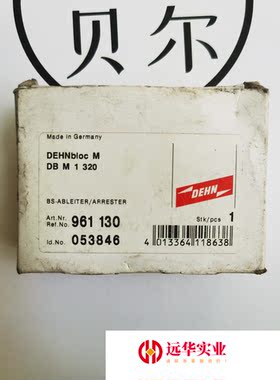 贝尔
Made in Germany
DEHNbloc M
DB M 1 320
DEHN
BS-ABLEITER/ARRESTER
Stk/pcs 1
Art.Nr.
Ref.No. 961 130
Id.No. 053846
4 013364 118638
远华实业